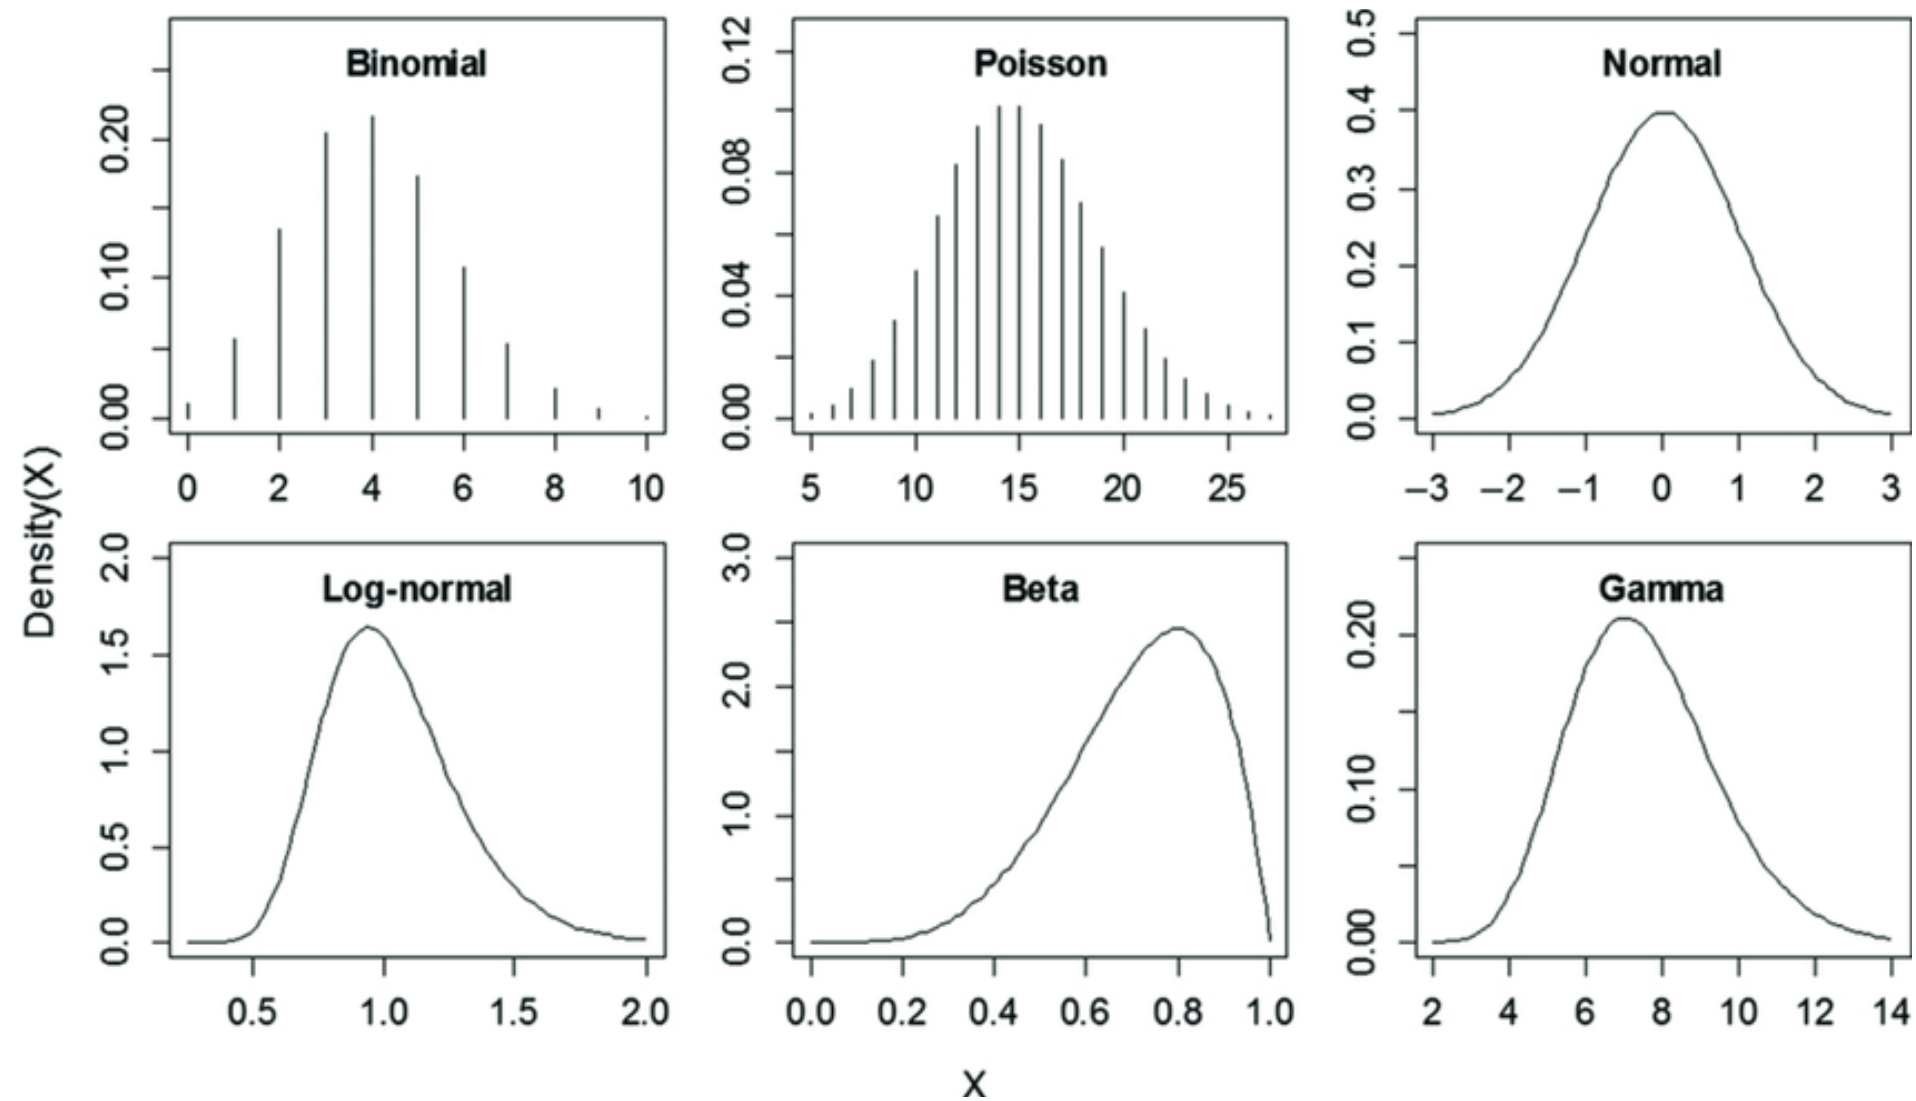 Density(X)
Binomial
0.00 0.10 0.20
0 2 4 6 8 10
Poisson
0.00 0.04 0.08 0.12
5 10 15 20 25
Normal
0.0 0.1 0.2 0.3 0.4 0.5
–3 –2 –1 0 1 2 3
Log-normal
0.0 0.5 1.0 1.5 2.0
0.5 1.0 1.5 2.0
Beta
0.0 1.0 2.0 3.0
0.0 0.2 0.4 0.6 0.8 1.0
Gamma
0.00 0.10 0.20
2 4 6 8 10 12 14
X